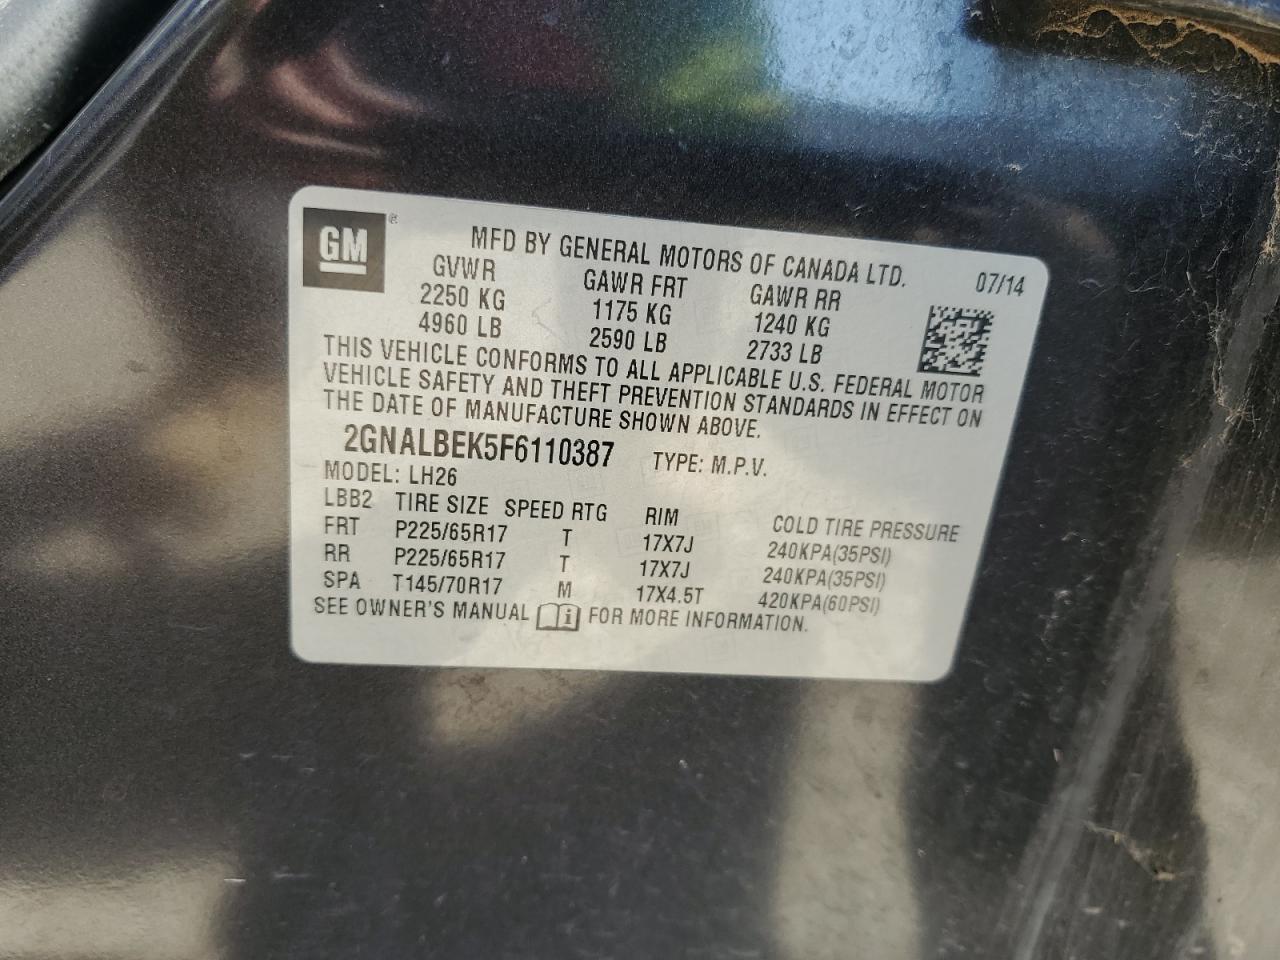 GM®
MFD BY GENERAL MOTORS OF CANADA LTD. 07/14
GVWR GAWR FRT GAWR RR
2250 KG 1175 KG 1240 KG
4960 LB 2590 LB 2733 LB
THIS VEHICLE CONFORMS TO ALL APPLICABLE U.S. FEDERAL MOTOR
VEHICLE SAFETY AND THEFT PREVENTION STANDARDS IN EFFECT ON
THE DATE OF MANUFACTURE SHOWN ABOVE.
2GNALBEK5F6110387 TYPE: M.P.V.
MODEL: LH26
LBB2 TIRE SIZE SPEED RTG RIM COLD TIRE PRESSURE
FRT P225/65R17 T 17X7J 240KPA(35PSI)
RR P225/65R17 T 17X7J 240KPA(35PSI)
SPA T145/70R17 M 17X4.5T 420KPA(60PSI)
SEE OWNER'S MANUAL i FOR MORE INFORMATION.